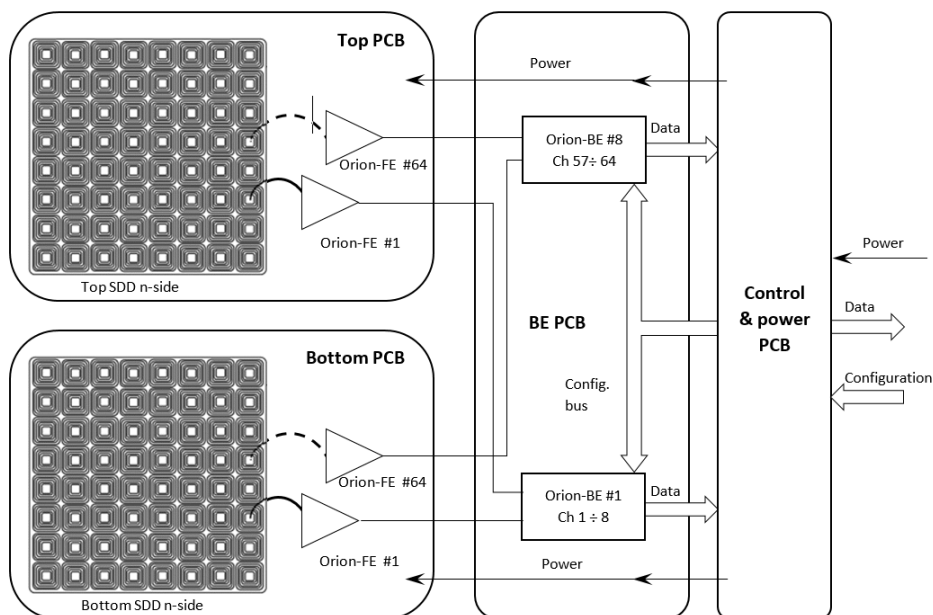 Top PCB
Power
Orion-FE #64
Orion-FE #1
Top SDD n-side
Orion-BE #8
Ch 57÷ 64
Data
BE PCB
Config.
bus
Control
& power
PCB
Power
Data
Configuration
Bottom PCB
Orion-FE #64
Orion-FE #1
Bottom SDD n-side
Orion-BE #1
Ch 1 ÷ 8
Data
Power